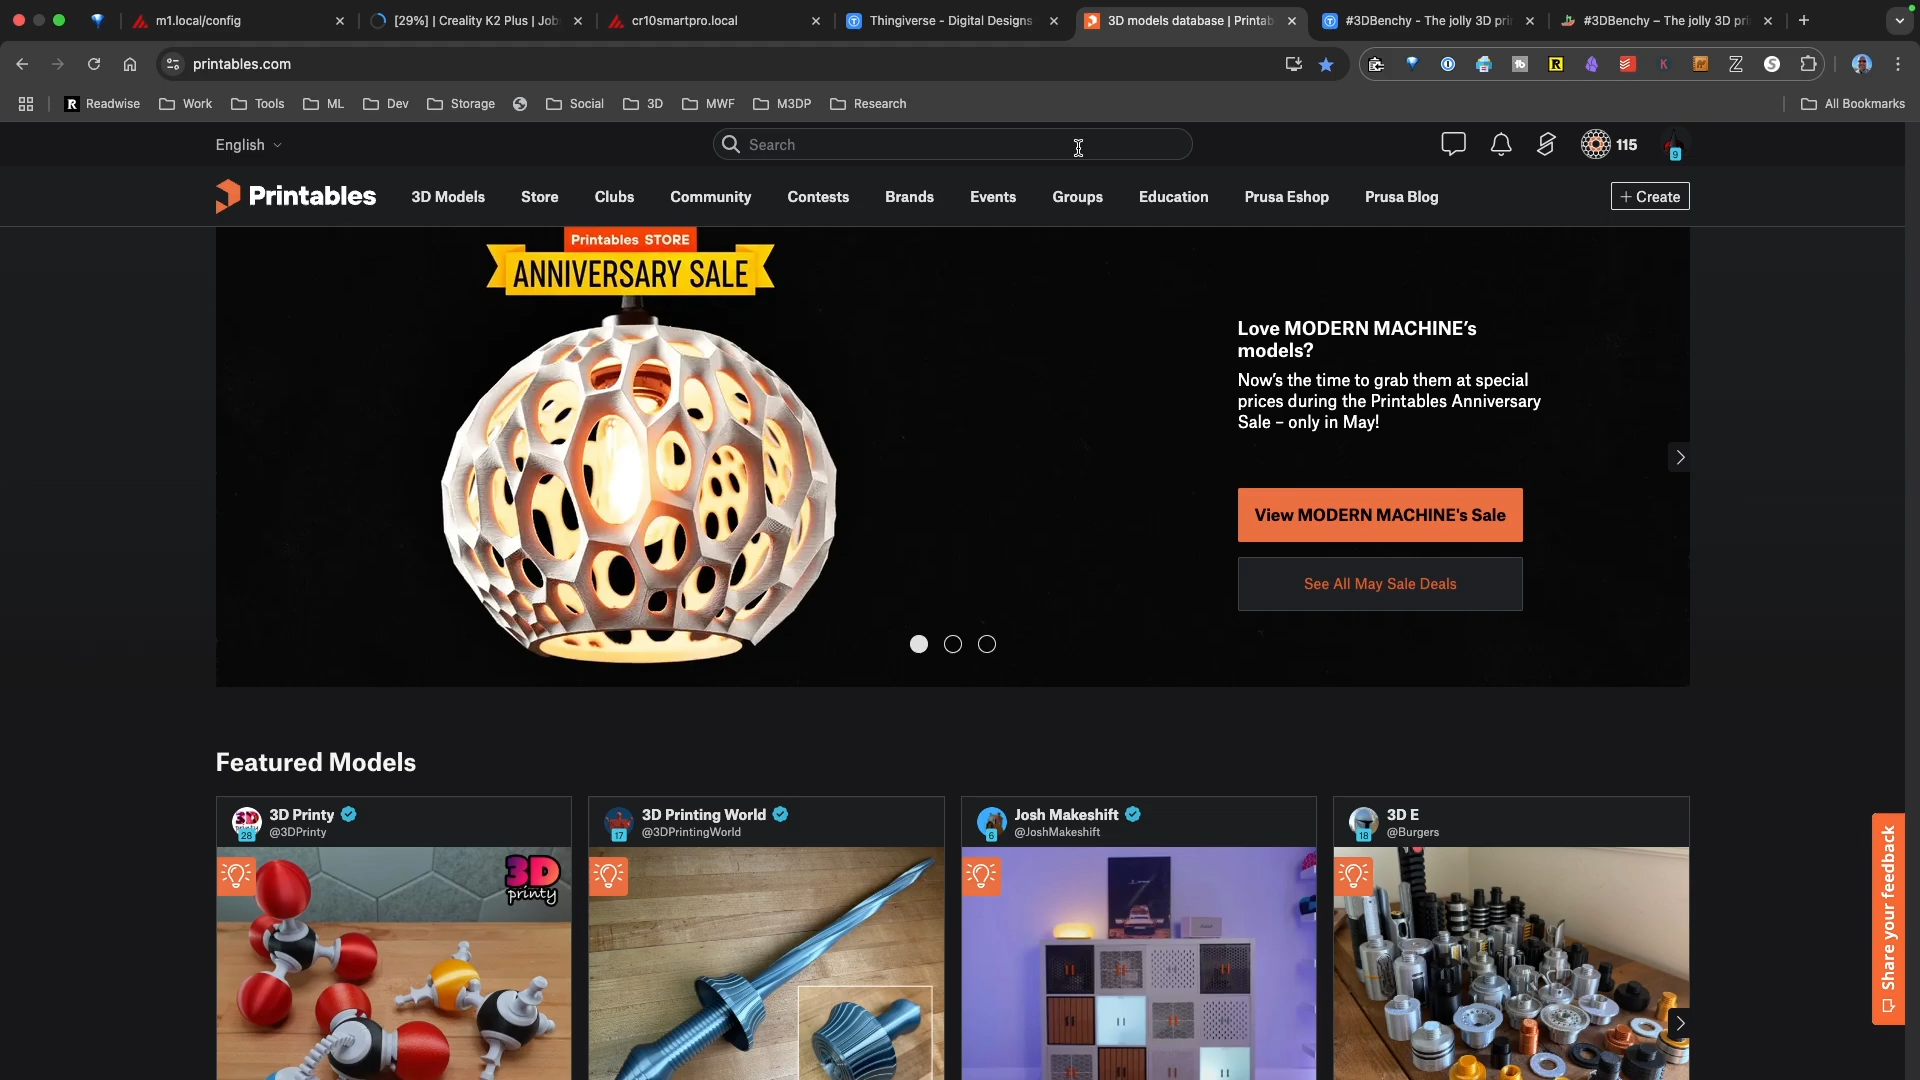 m1.local/config
[29%] | Creality K2 Plus | Job
cr10smartpro.local
Thingiverse - Digital Designs
3D models database | Printab
#3DBenchy - The jolly 3D pri
#3DBenchy – The jolly 3D pri
printables.com
Readwise
Work
Tools
ML
Dev
Storage
Social
3D
MWF
M3DP
Research
All Bookmarks
English
Search
115
9
Printables
3D Models
Store
Clubs
Community
Contests
Brands
Events
Groups
Education
Prusa Eshop
Prusa Blog
+ Create
Printables STORE
ANNIVERSARY SALE
Love MODERN MACHINE's
models?
Now's the time to grab them at special
prices during the Printables Anniversary
Sale – only in May!
View MODERN MACHINE's Sale
See All May Sale Deals
Share your feedback
Featured Models
3D Printy
@3DPrinty
28
3D Printing World
@3DPrintingWorld
17
Josh Makeshift
@JoshMakeshift
6
3D E
@Burgers
18
3D
printy